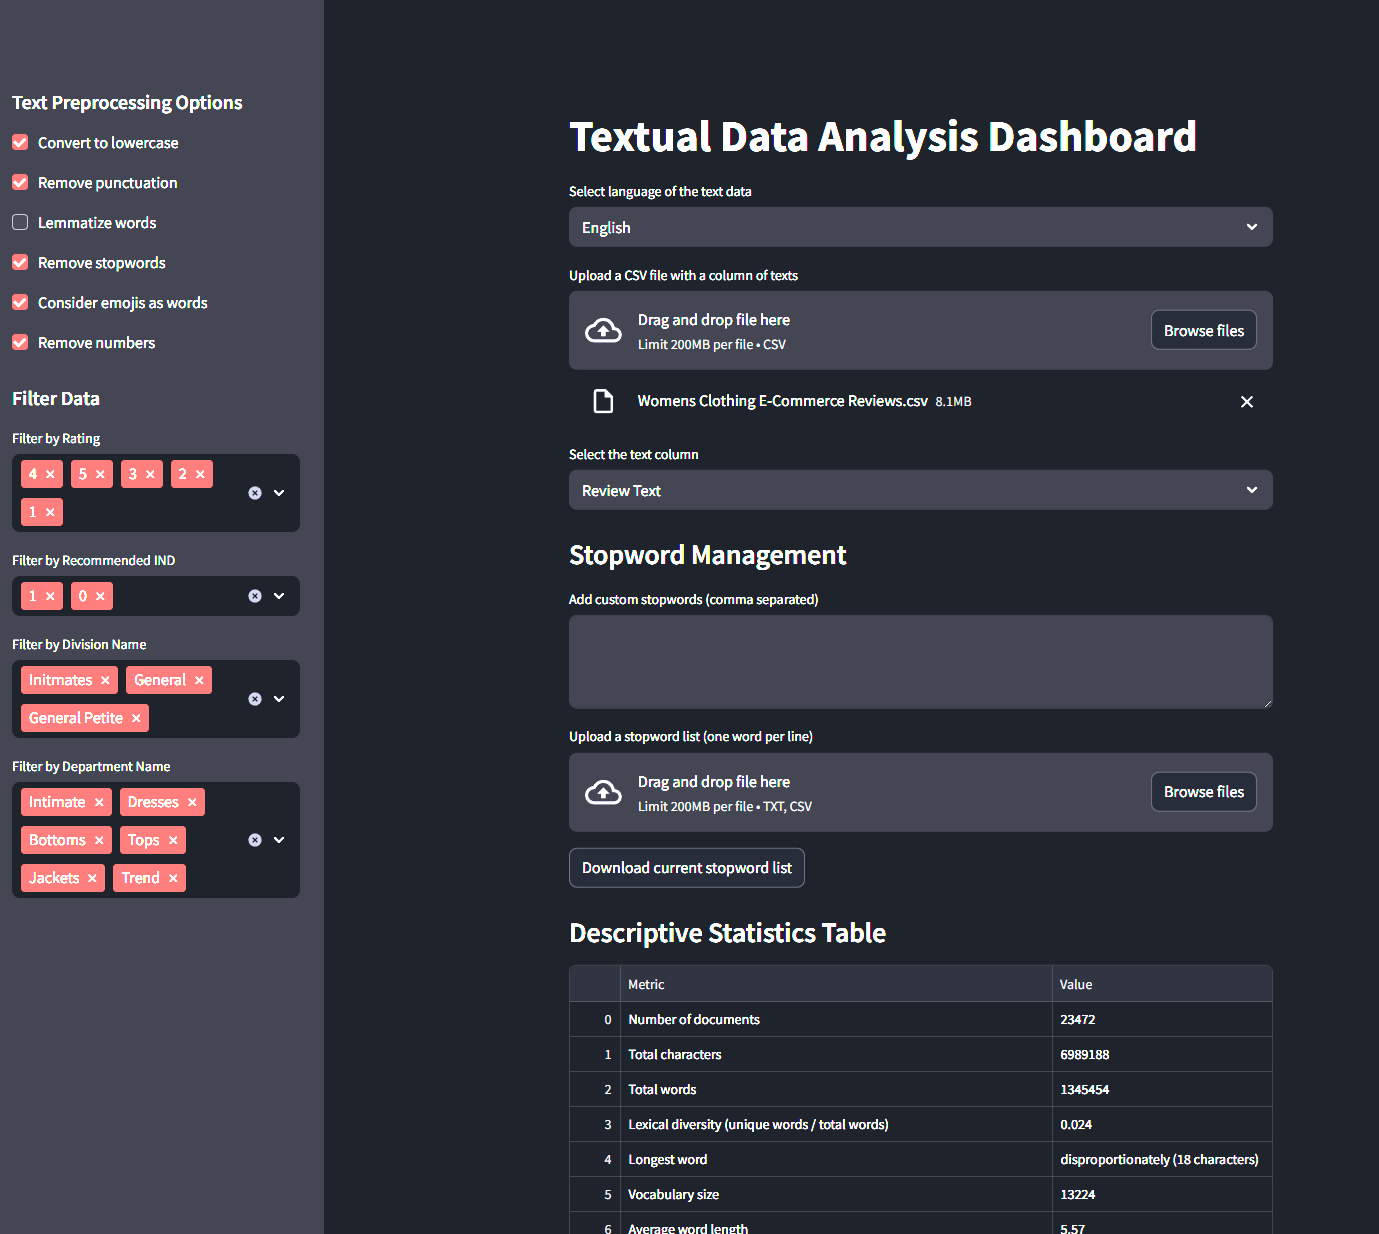 Text Preprocessing Options
Convert to lowercase
Remove punctuation
Lemmatize words
Remove stopwords
Consider emojis as words
Remove numbers
Filter Data
Filter by Rating
4 × 5 × 3 × 2 ×
1 ×
Filter by Recommended IND
1 × 0 ×
Filter by Division Name
Initmates × General ×
General Petite ×
Filter by Department Name
Intimate × Dresses ×
Bottoms × Tops ×
Jackets × Trend ×
Textual Data Analysis Dashboard
Select language of the text data
English
Upload a CSV file with a column of texts
Drag and drop file here
Limit 200MB per file • CSV
Browse files
Womens Clothing E-Commerce Reviews.csv 8.1MB
Select the text column
Review Text
Stopword Management
Add custom stopwords (comma separated)
Upload a stopword list (one word per line)
Drag and drop file here
Limit 200MB per file • TXT, CSV
Browse files
Download current stopword list
Descriptive Statistics Table
Metric Value
0 Number of documents 23472
1 Total characters 6989188
2 Total words 1345454
3 Lexical diversity (unique words / total words) 0.024
4 Longest word disproportionately (18 characters)
5 Vocabulary size 13224
6 Average word length 5.57